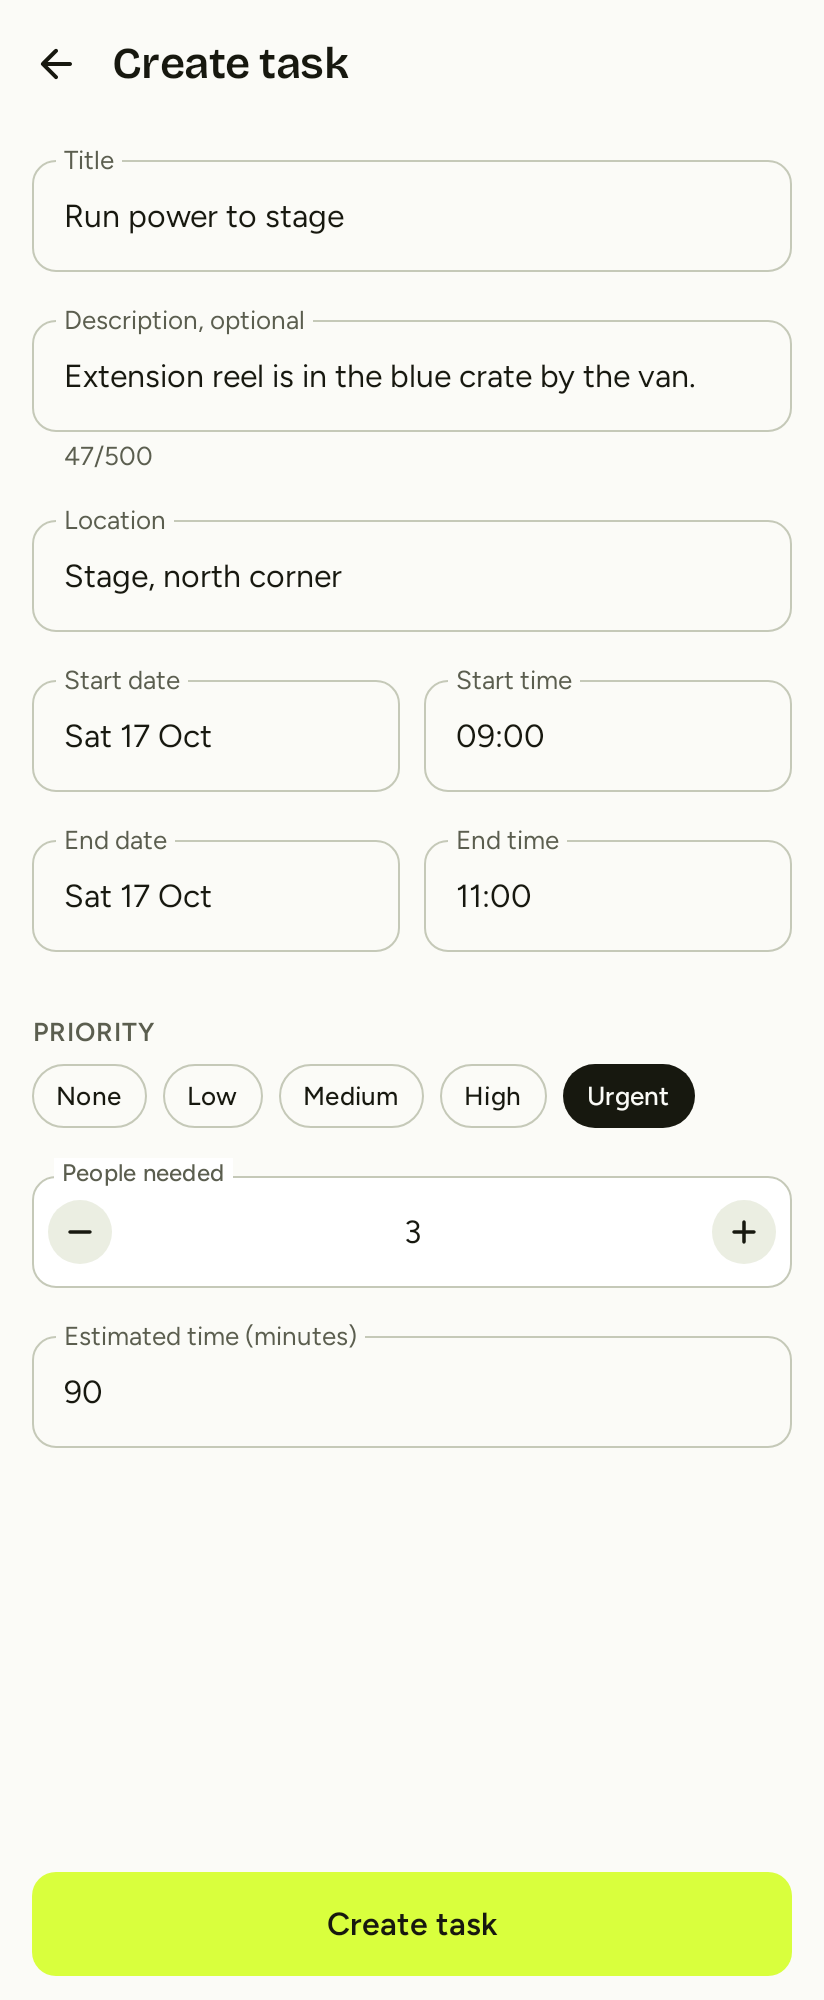 Create task
Title
Run power to stage
Description, optional
Extension reel is in the blue crate by the van.
47/500
Location
Stage, north corner
Start date
Start time
Sat 17 Oct
09:00
End date
End time
Sat 17 Oct
11:00
PRIORITY
None
Low
Medium
High
Urgent
People needed
3
Estimated time (minutes)
90
Create task